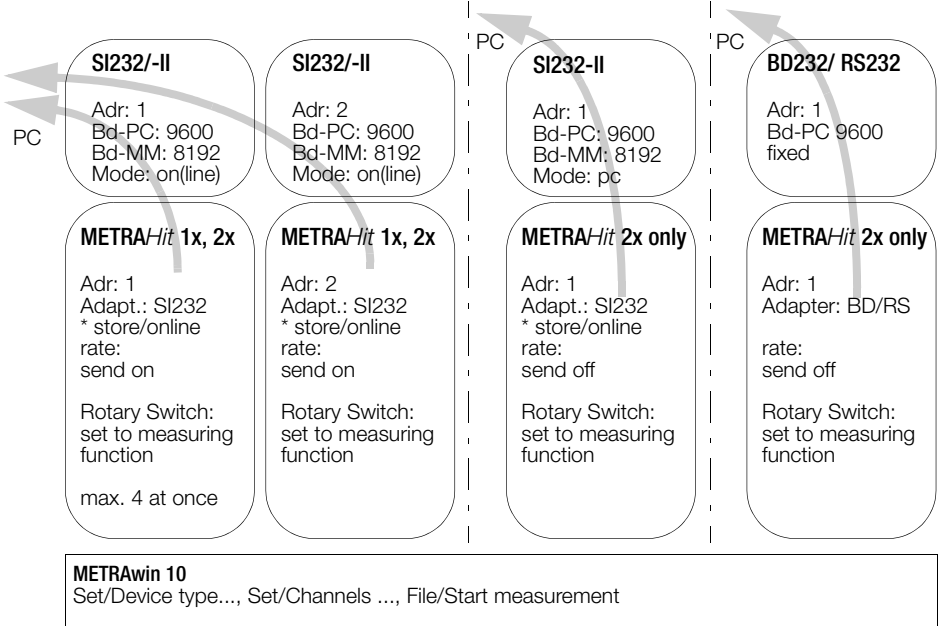 PC
SI232/-II
Adr: 1
Bd-PC: 9600
Bd-MM: 8192
Mode: on(line)
METRAHit 1x, 2x
Adr: 1
Adapt.: SI232
* store/online
rate:
send on
Rotary Switch:
set to measuring
function
max. 4 at once
SI232/-II
Adr: 2
Bd-PC: 9600
Bd-MM: 8192
Mode: on(line)
METRAHit 1x, 2x
Adr: 2
Adapt.: SI232
* store/online
rate:
send on
Rotary Switch:
set to measuring
function
PC
SI232-II
Adr: 1
Bd-PC: 9600
Bd-MM: 8192
Mode: pc
METRAHit 2x only
Adr: 1
Adapt.: SI232
* store/online
rate:
send off
Rotary Switch:
set to measuring
function
PC
BD232/ RS232
Adr: 1
Bd-PC 9600
fixed
METRAHit 2x only
Adr: 1
Adapter: BD/RS
rate:
send off
Rotary Switch:
set to measuring
function
METRAwin 10
Set/Device type..., Set/Channels ..., File/Start measurement